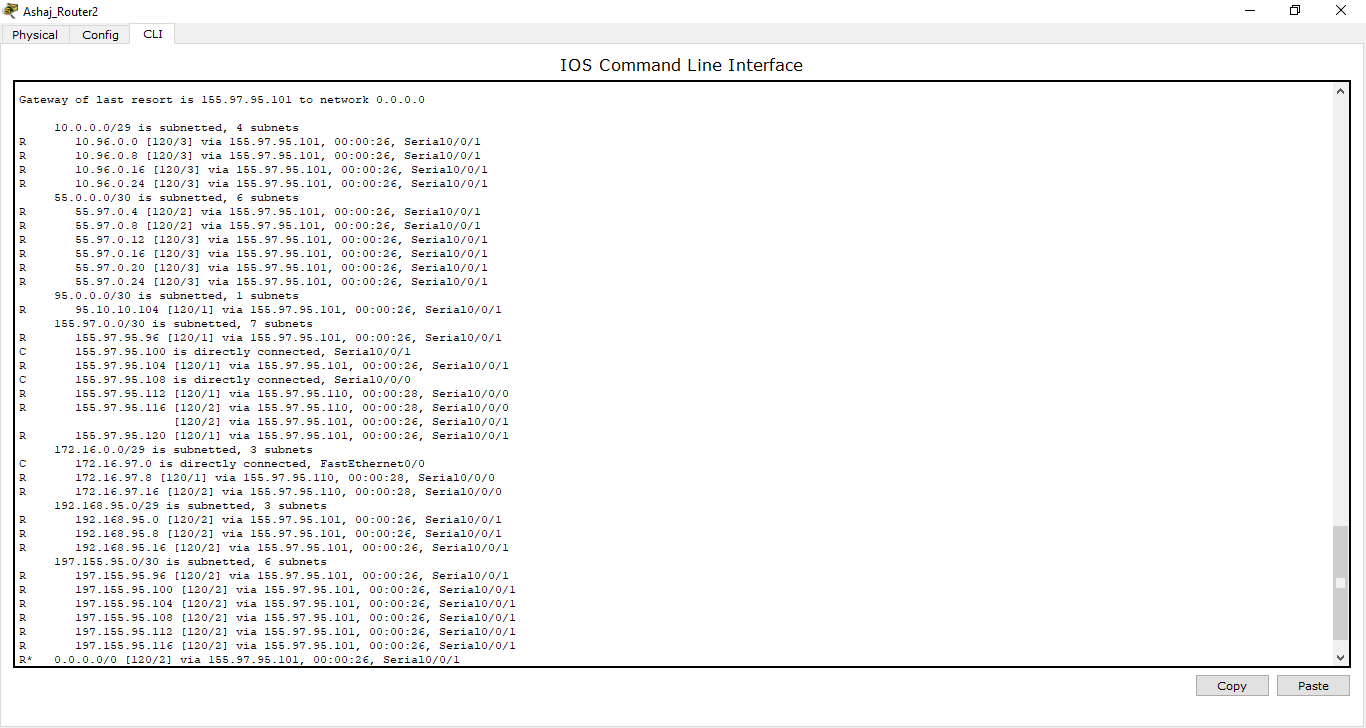 Ashaj_Router2
Physical Config CLI
IOS Command Line Interface
Gateway of last resort is 155.97.95.101 to network 0.0.0.0
10.0.0.0/29 is subnetted, 4 subnets
R 10.96.0.0 [120/3] via 155.97.95.101, 00:00:26, Serial0/0/1
R 10.96.0.8 [120/3] via 155.97.95.101, 00:00:26, Serial0/0/1
R 10.96.0.16 [120/3] via 155.97.95.101, 00:00:26, Serial0/0/1
R 10.96.0.24 [120/3] via 155.97.95.101, 00:00:26, Serial0/0/1
55.0.0.0/30 is subnetted, 6 subnets
R 55.97.0.4 [120/2] via 155.97.95.101, 00:00:26, Serial0/0/1
R 55.97.0.8 [120/2] via 155.97.95.101, 00:00:26, Serial0/0/1
R 55.97.0.12 [120/3] via 155.97.95.101, 00:00:26, Serial0/0/1
R 55.97.0.16 [120/3] via 155.97.95.101, 00:00:26, Serial0/0/1
R 55.97.0.20 [120/3] via 155.97.95.101, 00:00:26, Serial0/0/1
R 55.97.0.24 [120/3] via 155.97.95.101, 00:00:26, Serial0/0/1
95.0.0.0/30 is subnetted, 1 subnets
R 95.10.10.104 [120/1] via 155.97.95.101, 00:00:26, Serial0/0/1
155.97.0.0/30 is subnetted, 7 subnets
R 155.97.95.96 [120/1] via 155.97.95.101, 00:00:26, Serial0/0/1
C 155.97.95.100 is directly connected, Serial0/0/1
R 155.97.95.104 [120/1] via 155.97.95.101, 00:00:26, Serial0/0/1
C 155.97.95.108 is directly connected, Serial0/0/0
R 155.97.95.112 [120/1] via 155.97.95.110, 00:00:28, Serial0/0/0
R 155.97.95.116 [120/2] via 155.97.95.110, 00:00:28, Serial0/0/0
[120/2] via 155.97.95.101, 00:00:26, Serial0/0/1
R 155.97.95.120 [120/1] via 155.97.95.101, 00:00:26, Serial0/0/1
172.16.0.0/29 is subnetted, 3 subnets
C 172.16.97.0 is directly connected, FastEthernet0/0
R 172.16.97.8 [120/1] via 155.97.95.110, 00:00:28, Serial0/0/0
R 172.16.97.16 [120/2] via 155.97.95.110, 00:00:28, Serial0/0/0
192.168.95.0/29 is subnetted, 3 subnets
R 192.168.95.0 [120/2] via 155.97.95.101, 00:00:26, Serial0/0/1
R 192.168.95.8 [120/2] via 155.97.95.101, 00:00:26, Serial0/0/1
R 192.168.95.16 [120/2] via 155.97.95.101, 00:00:26, Serial0/0/1
197.155.95.0/30 is subnetted, 6 subnets
R 197.155.95.96 [120/2] via 155.97.95.101, 00:00:26, Serial0/0/1
R 197.155.95.100 [120/2] via 155.97.95.101, 00:00:26, Serial0/0/1
R 197.155.95.104 [120/2] via 155.97.95.101, 00:00:26, Serial0/0/1
R 197.155.95.108 [120/2] via 155.97.95.101, 00:00:26, Serial0/0/1
R 197.155.95.112 [120/2] via 155.97.95.101, 00:00:26, Serial0/0/1
R 197.155.95.116 [120/2] via 155.97.95.101, 00:00:26, Serial0/0/1
R* 0.0.0.0/0 [120/2] via 155.97.95.101, 00:00:26, Serial0/0/1
Copy Paste